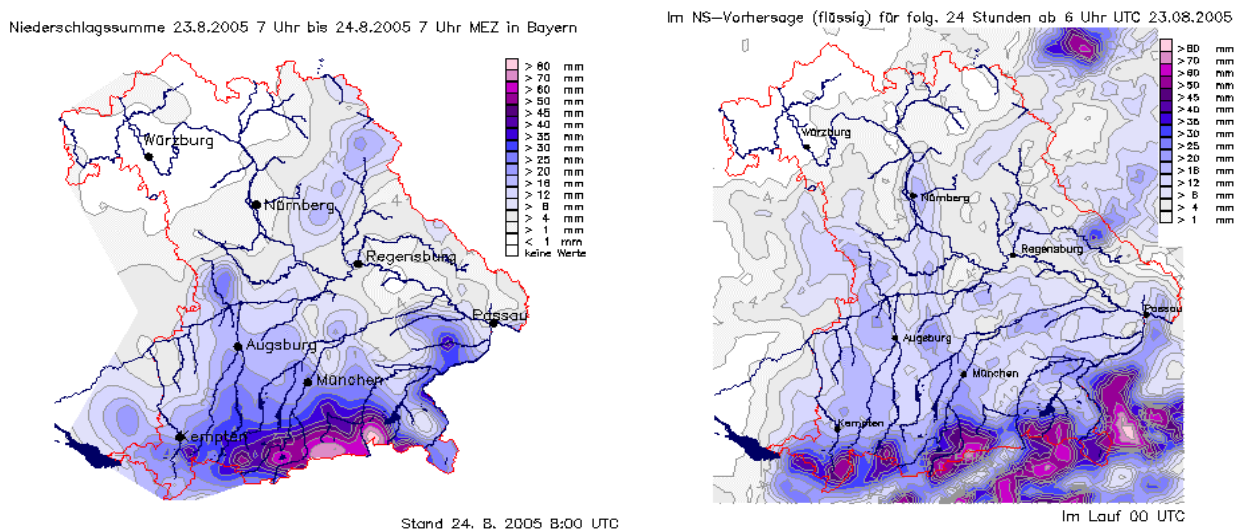 Niederschlagssumme 23.8.2005 7 Uhr bis 24.8.2005 7 Uhr MEZ in Bayern
> 80 mm
> 70 mm
> 60 mm
> 50 mm
> 45 mm
> 40 mm
> 35 mm
> 30 mm
> 25 mm
> 20 mm
> 16 mm
> 12 mm
> 8 mm
> 4 mm
> 1 mm
< 1 mm
keine Werte
Würzburg
Nürnberg
Regensburg
Passau
Augsburg
München
Kempten
Stand 24. 8. 2005 8:00 UTC
lm NS-Vorhersage (flüssig) für folg. 24 Stunden ab 6 Uhr UTC 23.08.2005
>80 mm
>70 mm
>60 mm
>50 mm
>45 mm
>40 mm
>35 mm
>30 mm
>25 mm
>20 mm
>16 mm
>12 mm
>8 mm
>4 mm
>1 mm
Würzburg
Nürnberg
Regensburg
Passau
Augsburg
München
Kempten
lm Lauf 00 UTC